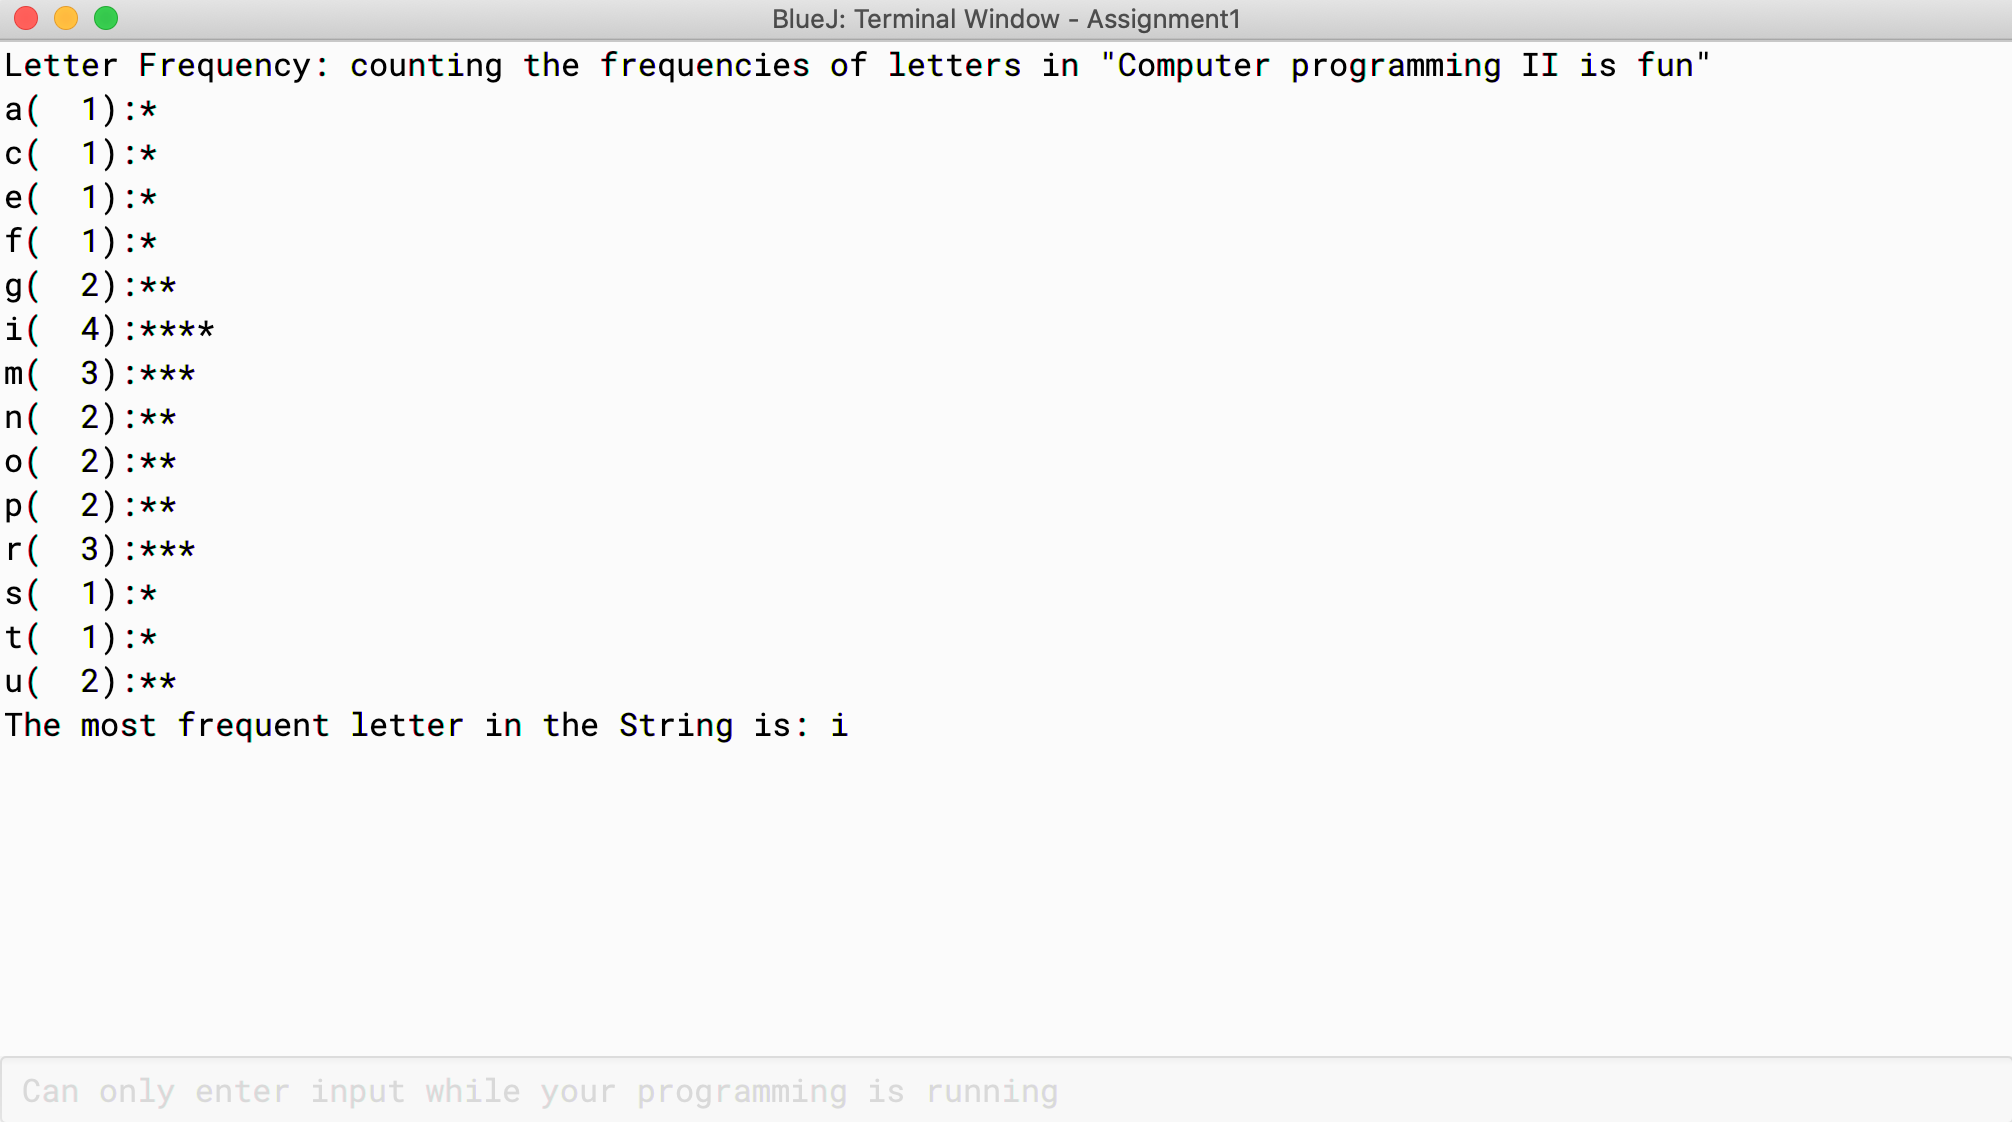 BlueJ: Terminal Window - Assignment1
Letter Frequency: counting the frequencies of letters in "Computer programming II is fun"
a(  1):*
c(  1):*
e(  1):*
f(  1):*
g(  2):**
i(  4):****
m(  3):***
n(  2):**
o(  2):**
p(  2):**
r(  3):***
s(  1):*
t(  1):*
u(  2):**
The most frequent letter in the String is: i
Can only enter input while your programming is running